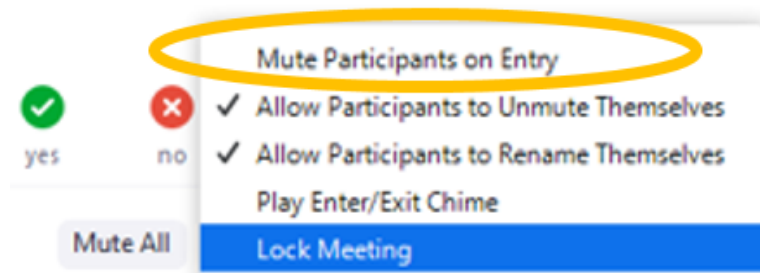 Mute Participants on Entry
✓ Allow Participants to Unmute Themselves
yes no ✓ Allow Participants to Rename Themselves
Play Enter/Exit Chime
Mute All Lock Meeting